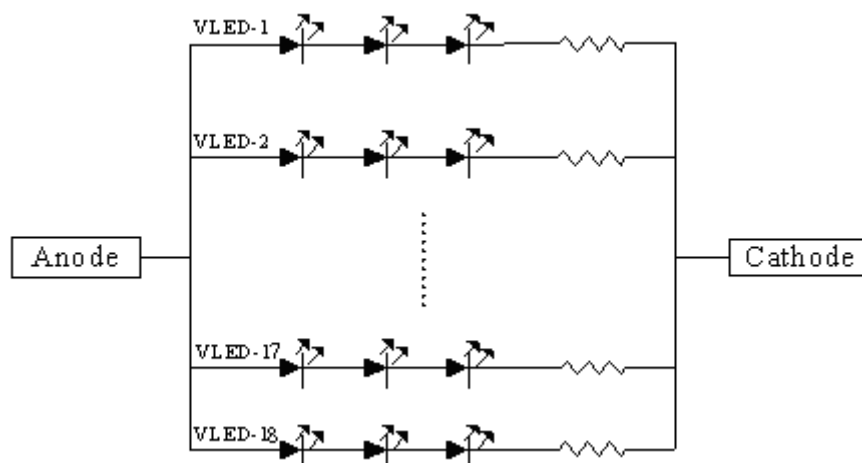 VLED-1
VLED-2
Anode
Cathode
VLED-17
VLED-18